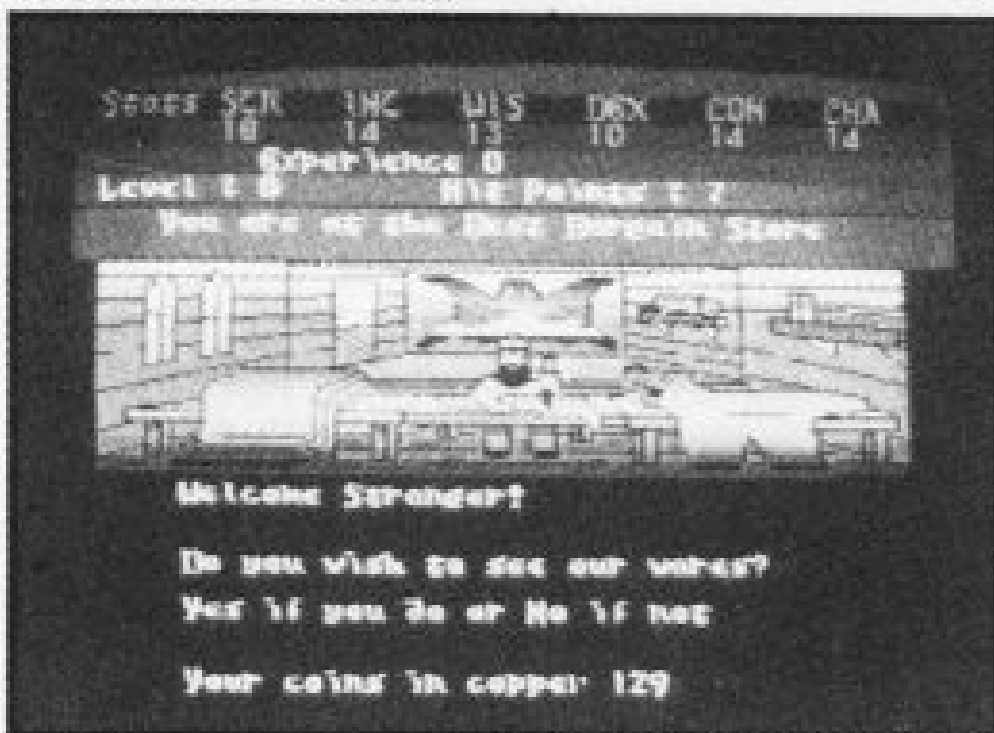 Stats STR INT WIS DEX CON CHA
14 13 10 14 14
Experience 0
Level : 0 Hit Points : 7
You are at the Best Bargain Store
Welcome Stranger!
Do you wish to see our wares?
Yes if you do or No if not
Your coins in copper 129